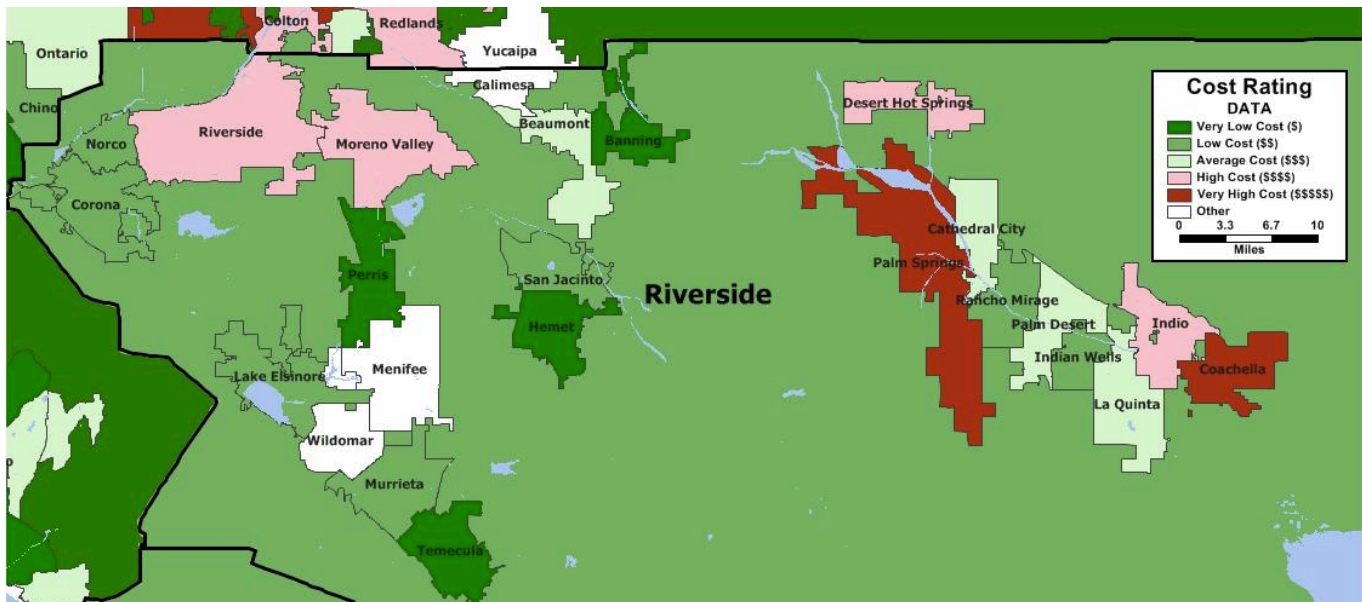 Colton
Redlands
Ontario
Yucaipa
Calimesa
Chino
Desert Hot Springs
Beaumont
Riverside
Norco
Moreno Valley
Banning
Corona
Cathedral City
Palm Springs
Perris
San Jacinto
Riverside
Rancho Mirage
Palm Desert
Indio
Hemet
Indian Wells
Menifee
Coachella
Lake Elsinore
La Quinta
Wildomar
Murrieta
Temecula
Cost Rating
DATA
Very Low Cost ($)
Low Cost ($$)
Average Cost ($$$)
High Cost ($$$$)
Very High Cost ($$$$$)
Other
0 3.3 6.7 10
Miles